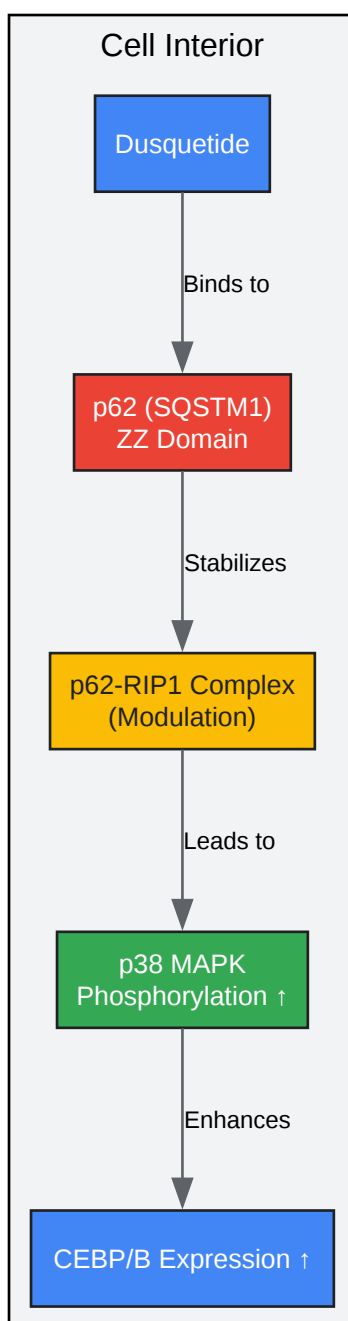 Cell Interior
Dusquetide
Binds to
p62 (SQSTM1)
ZZ Domain
Stabilizes
p62-RIP1 Complex
(Modulation)
Leads to
p38 MAPK
Phosphorylation ↑
Enhances
CEBP/B Expression ↑